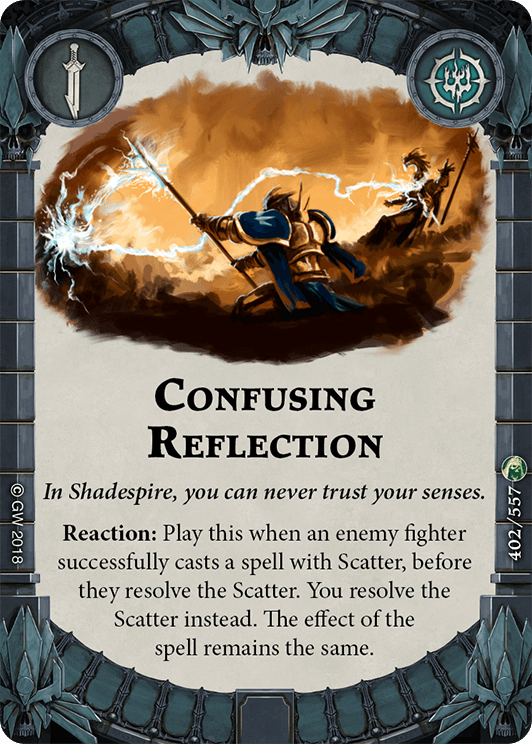 Confusing
Reflection
In Shadespire, you can never trust your senses.
Reaction: Play this when an enemy fighter
successfully casts a spell with Scatter, before
they resolve the Scatter. You resolve the
Scatter instead. The effect of the
spell remains the same.
© GW 2018
402/557